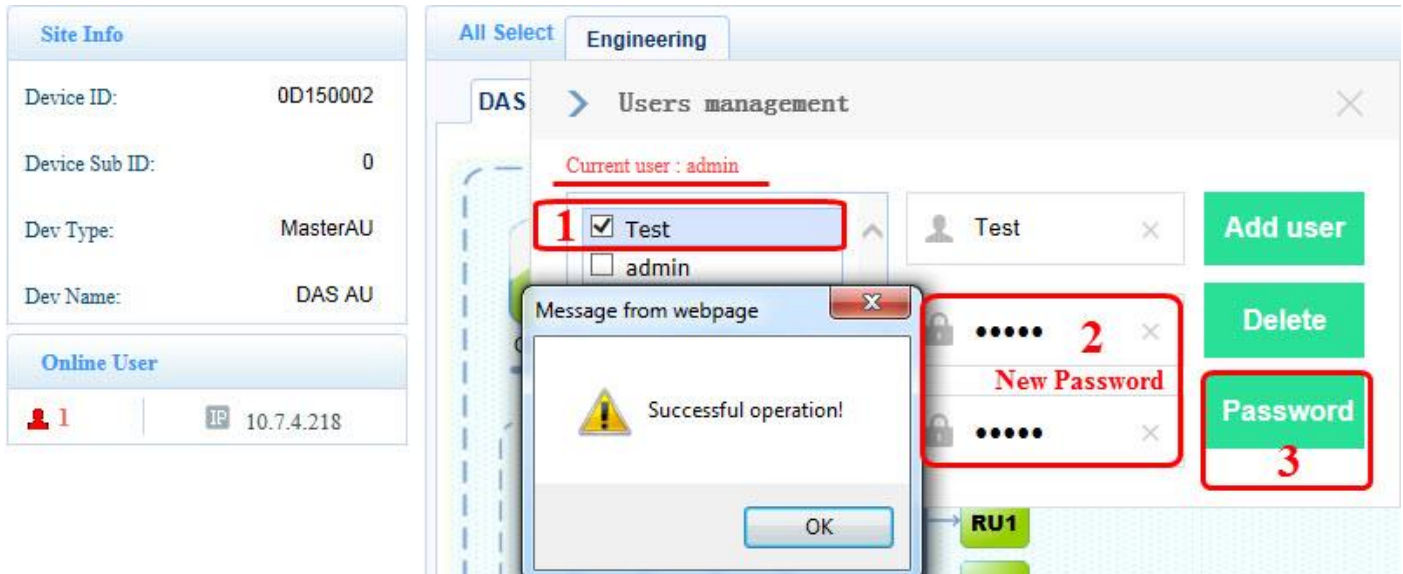 Site Info
Device ID: 0D150002
Device Sub ID: 0
Dev Type: MasterAU
Dev Name: DAS AU
Online User
1 IP 10.7.4.218
All Select Engineering
DAS
Users management
Current user : admin
1 Test
admin
Test
Add user
2
New Password
Delete
Password
3
Message from webpage
Successful operation!
OK
RU1